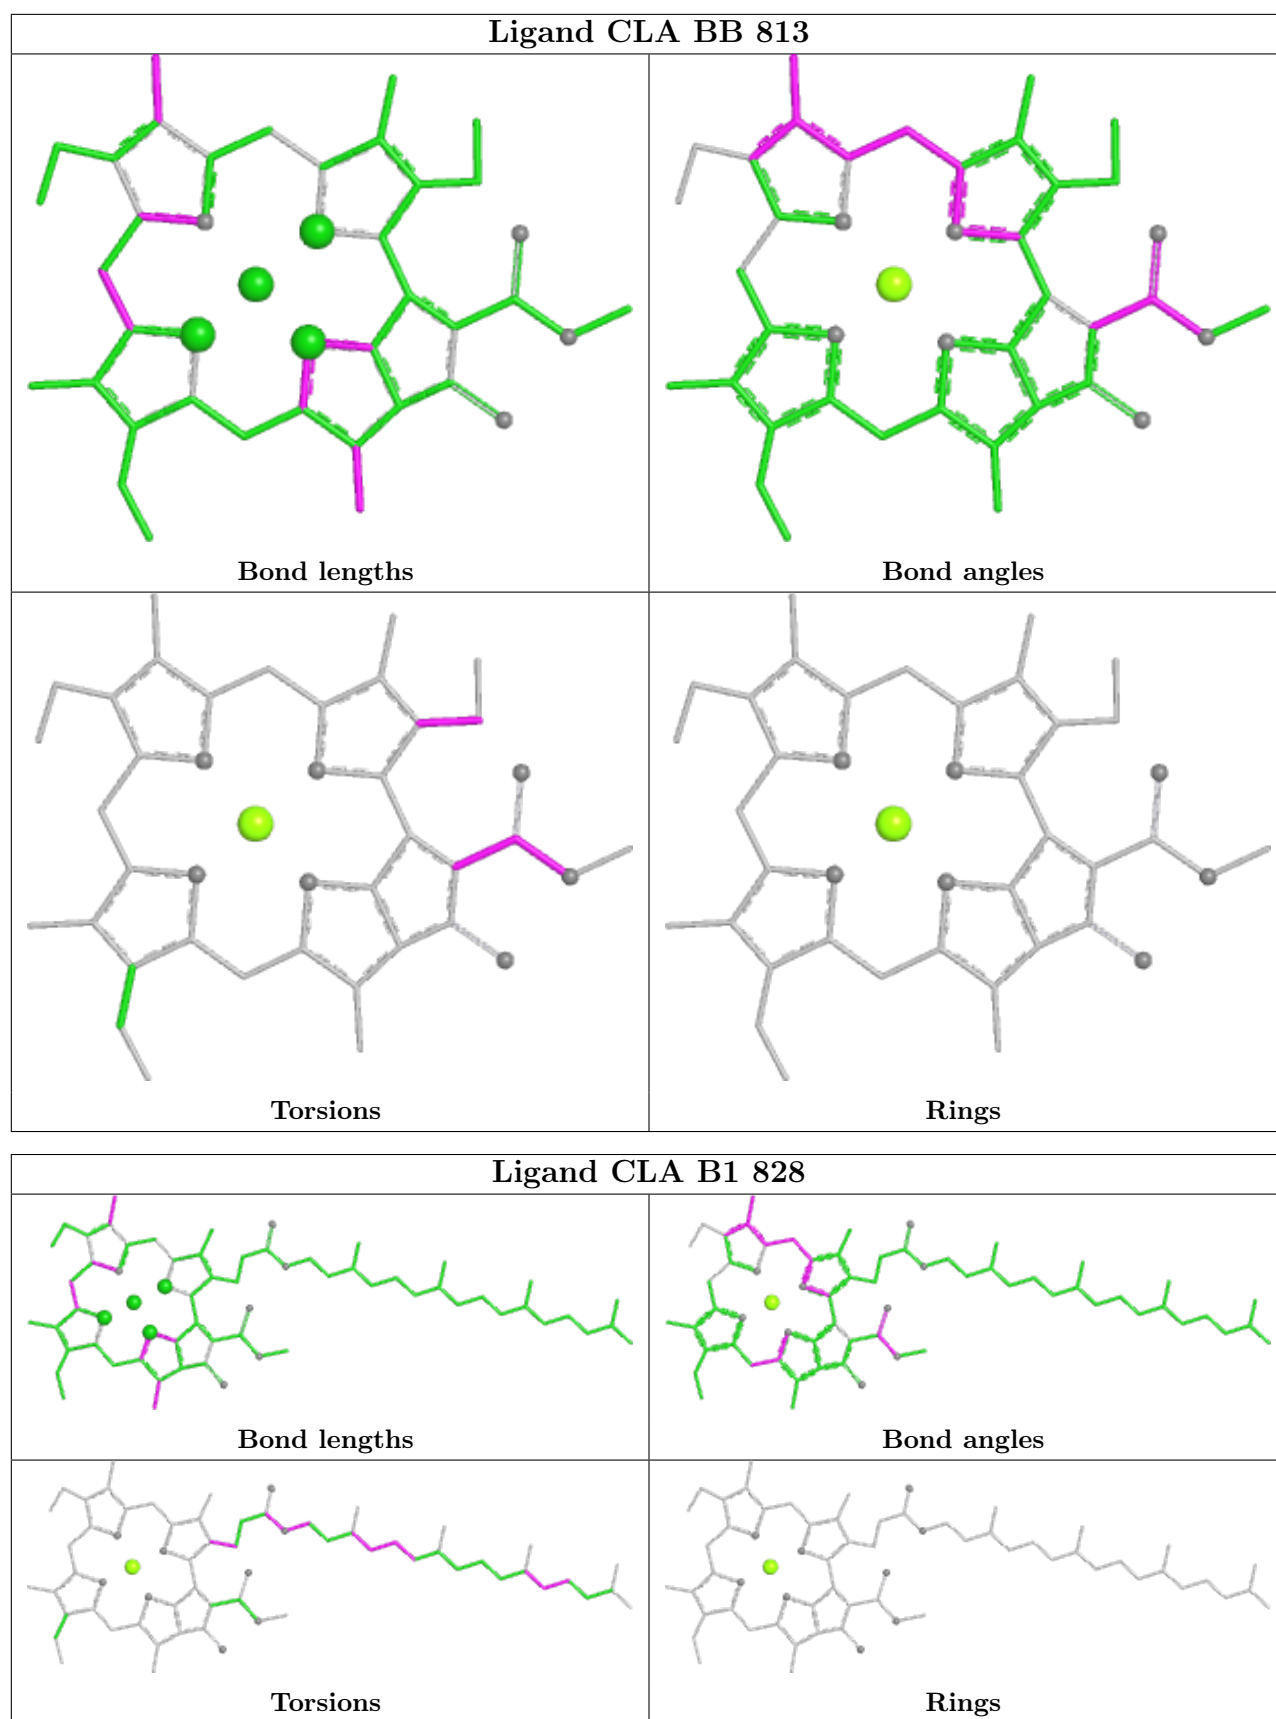 Ligand CLA BB 813
Bond lengths
Bond angles
Torsions
Rings
Ligand CLA B1 828
Bond lengths
Bond angles
Torsions
Rings